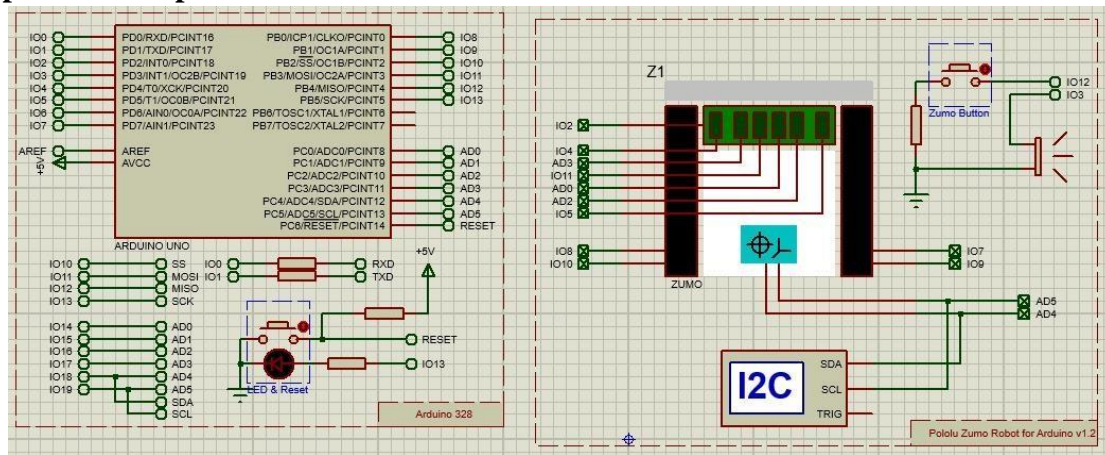 IO0 PD0/RXD/PCINT16 PB0/ICP1/CLKO/PCINT0 IO8
IO1 PD1/TXD/PCINT17 PB1/OC1A/PCINT1 IO9
IO2 PD2/INT0/PCINT18 PB2/SS/OC1B/PCINT2 IO10
IO3 PD3/INT1/OC2B/PCINT19 PB3/MOSI/OC2A/PCINT3 IO11
IO4 PD4/T0/XCK/PCINT20 PB4/MISO/PCINT4 IO12
IO5 PD5/T1/OC0B/PCINT21 PB5/SCK/PCINT5 IO13
IO6 PD6/AIN0/OC0A/PCINT22 PB6/TOSC1/XTAL1/PCINT6
IO7 PD7/AIN1/PCINT23 PB7/TOSC2/XTAL2/PCINT7
AREF AREF PC0/ADC0/PCINT8 AD0
+5V AVCC PC1/ADC1/PCINT9 AD1
PC2/ADC2/PCINT10 AD2
PC3/ADC3/PCINT11 AD3
PC4/ADC4/SDA/PCINT12 AD4
PC5/ADC5/SCL/PCINT13 AD5
PC6/RESET/PCINT14 RESET
ARDUINO UNO
+5V
IO10 SS IO0 RXD
IO11 MOSI IO1 TXD
IO12 MISO
IO13 SCK
IO14 AD0
IO15 AD1 RESET
IO16 AD2
IO17 AD3 IO13
IO18 AD4
IO19 AD5 LED & Reset
SDA
SCL
Arduino 328
Z1
IO12
IO3
Zumo Button
IO2
IO4
AD3
IO11
AD0
AD2
IO5
IO8 IO7
IO10 IO9
ZUMO
AD5
AD4
I2C
SDA
SCL
TRIG
Pololu Zumo Robot for Arduino v1.2